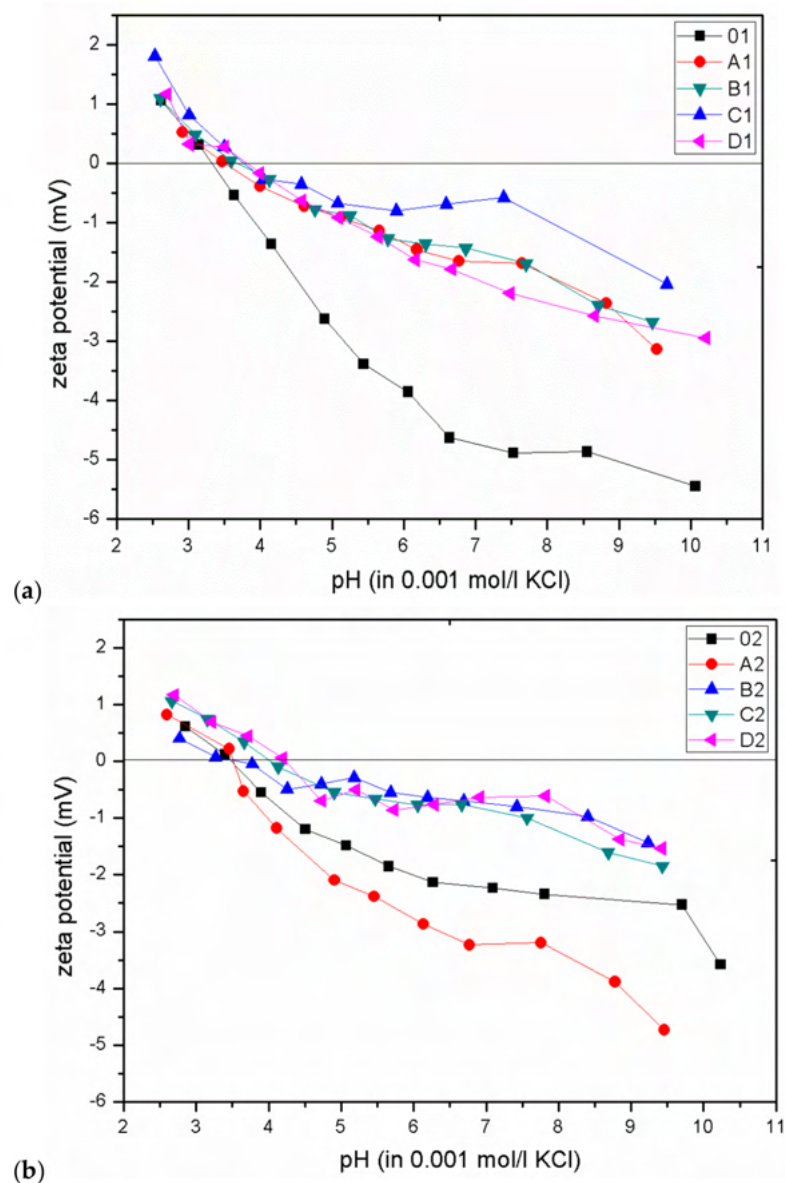 2
1
0
-1
-2
-3
-4
-5
-6
zeta potential (mV)
01
A1
B1
C1
D1
2 3 4 5 6 7 8 9 10 11
pH (in 0.001 mol/l KCl)
(a)
2
1
0
-1
-2
-3
-4
-5
-6
zeta potential (mV)
02
A2
B2
C2
D2
2 3 4 5 6 7 8 9 10 11
pH (in 0.001 mol/l KCl)
(b)